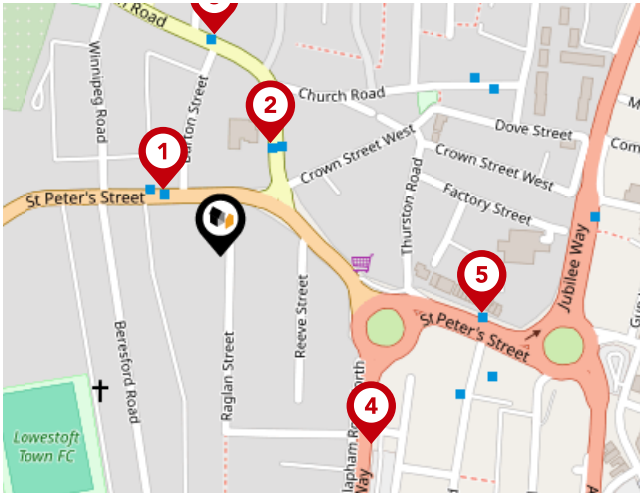 Road
3
Winnipeg Road
Barton Street
Church Road
2
Dove Street
1
Crown Street West
Crown Street West
St Peter's Street
Thurston Road
Factory Street
Jubilee Way
5
St Peter's Street
Reeve Street
Raglan Street
Beresford Road
4
Lowestoft
Town FC
Way